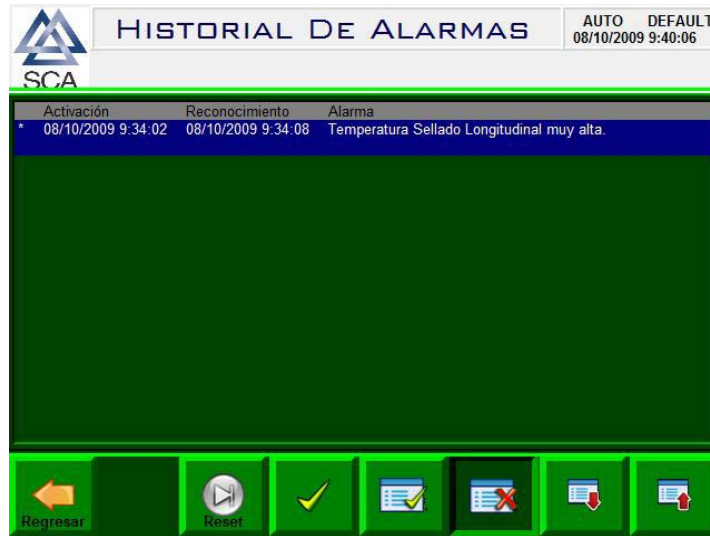 HISTORIAL DE ALARMAS
AUTO DEFAULT
08/10/2009 9:40:06
SCA
Activación Reconocimiento Alarma
* 08/10/2009 9:34:02 08/10/2009 9:34:08 Temperatura Sellado Longitudinal muy alta.
Regresar Reset